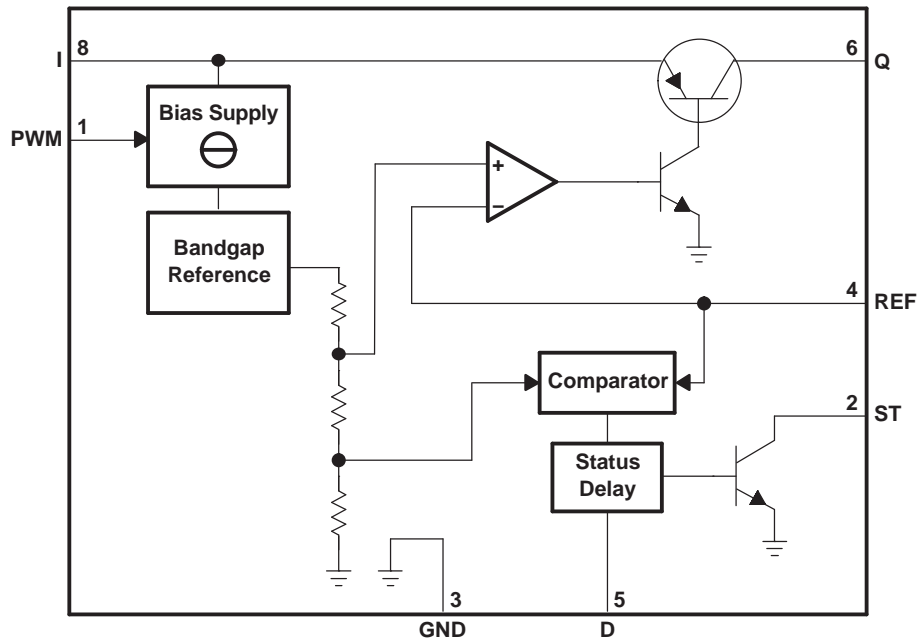 I
8
6
Q
Bias Supply
PWM
1
+
−
Bandgap
Reference
4
REF
Comparator
2
ST
Status
Delay
3
5
GND
D